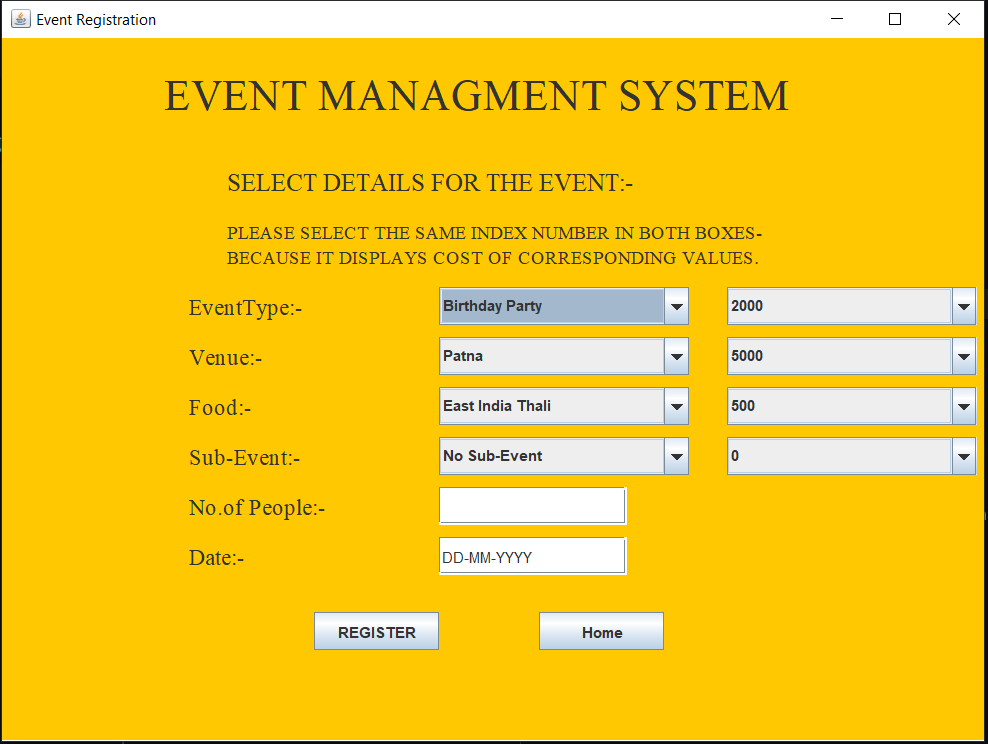 Event Registration
EVENT MANAGMENT SYSTEM
SELECT DETAILS FOR THE EVENT:-
PLEASE SELECT THE SAME INDEX NUMBER IN BOTH BOXES-
BECAUSE IT DISPLAYS COST OF CORRESPONDING VALUES.
EventType:- Birthday Party 2000
Venue:- Patna 5000
Food:- East India Thali 500
Sub-Event:- No Sub-Event 0
No.of People:-
Date:- DD-MM-YYYY
REGISTER Home